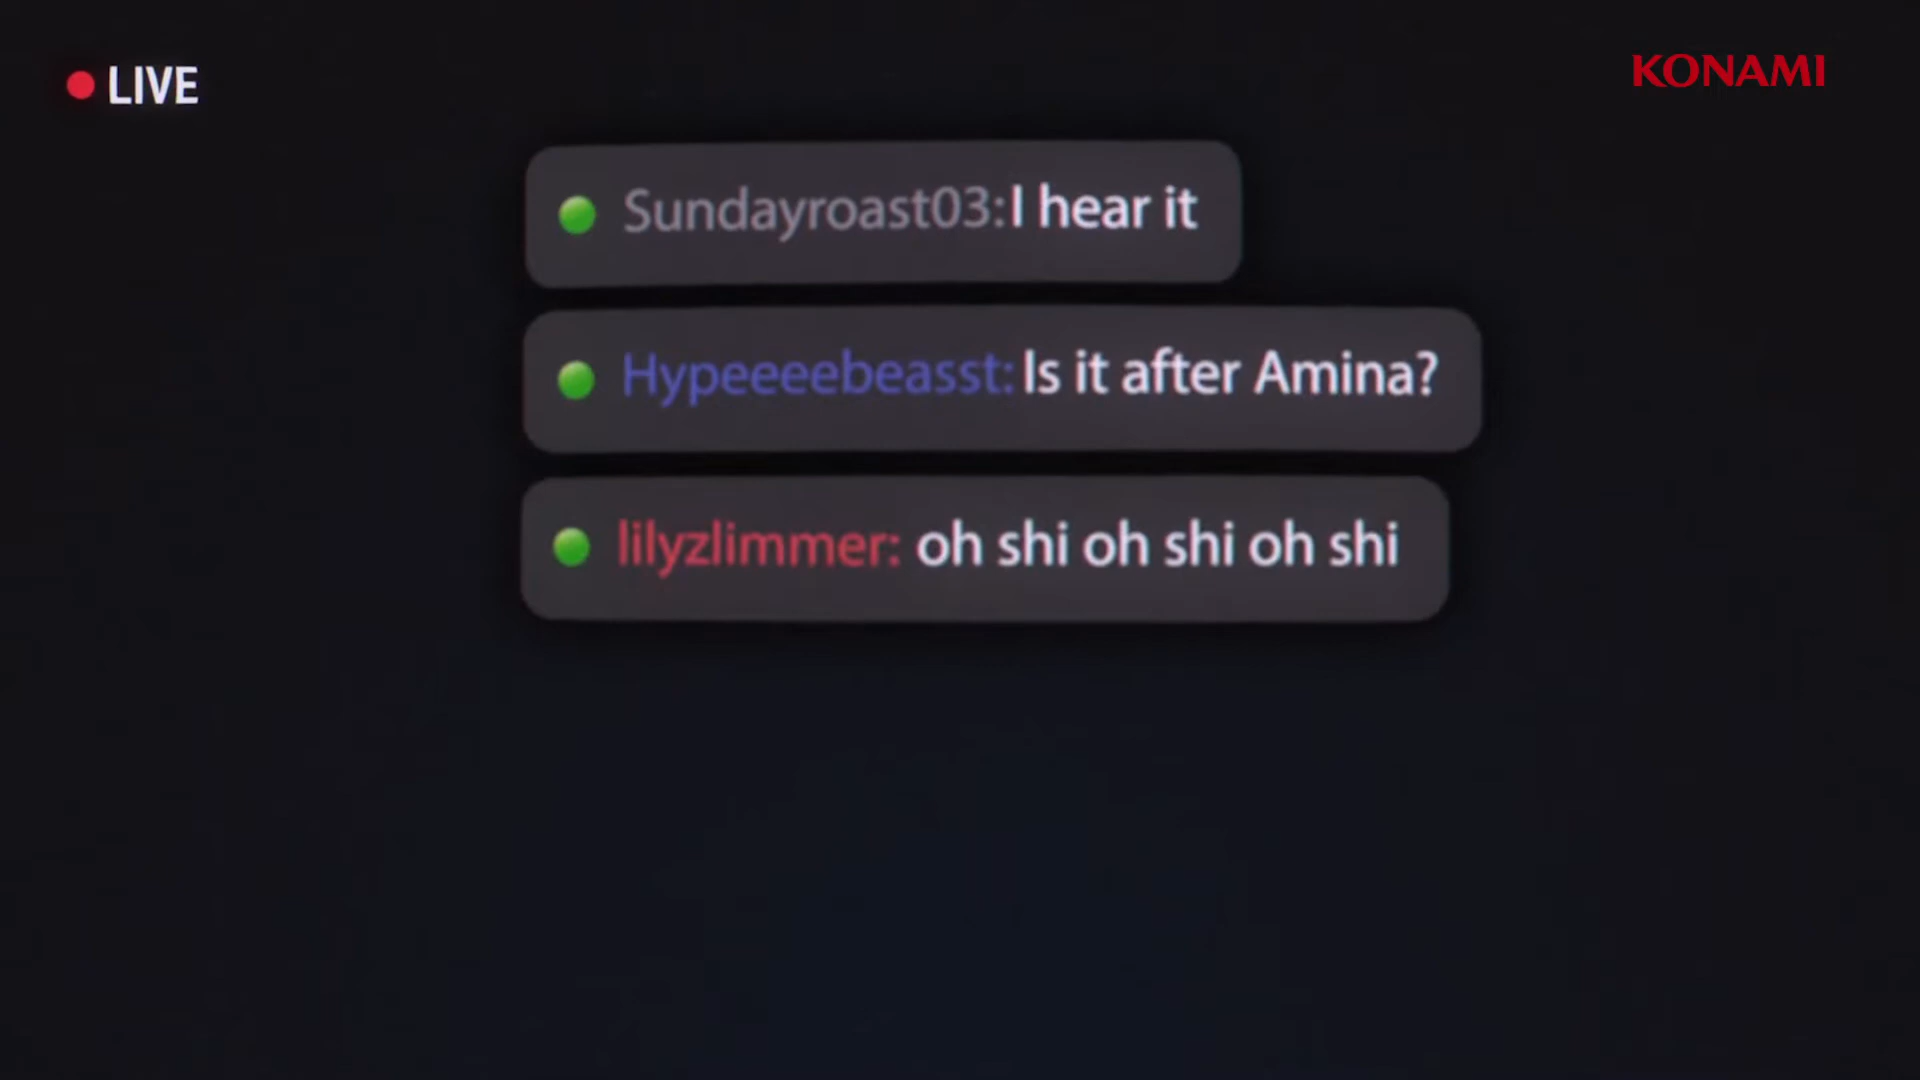 LIVE
KONAMI
Sundayroast03: I hear it
Hypeeeebeasst: Is it after Amina?
lilyzlimmer: oh shi oh shi oh shi